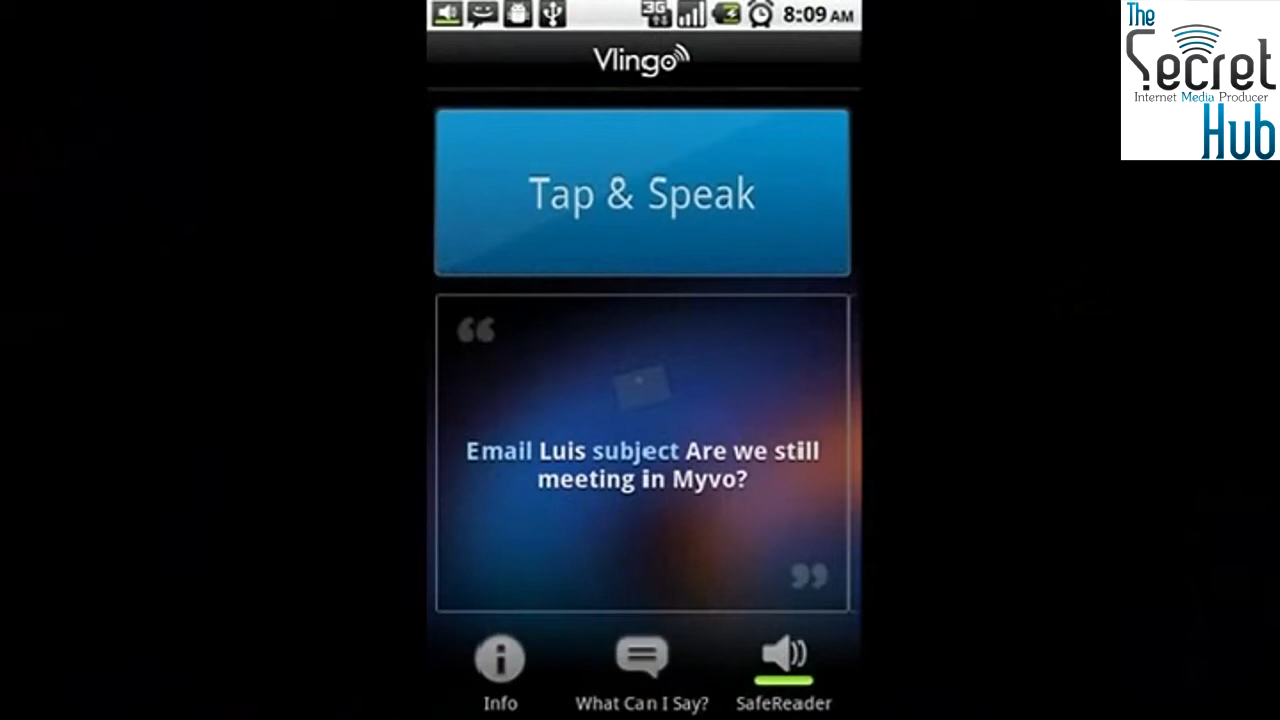 3G
8:09 AM
Vlingo
Tap & Speak
“
Email Luis subject Are we still
meeting in Myvo?
”
Info
What Can I Say?
SafeReader
The
Secret
Internet Media Producer
Hub